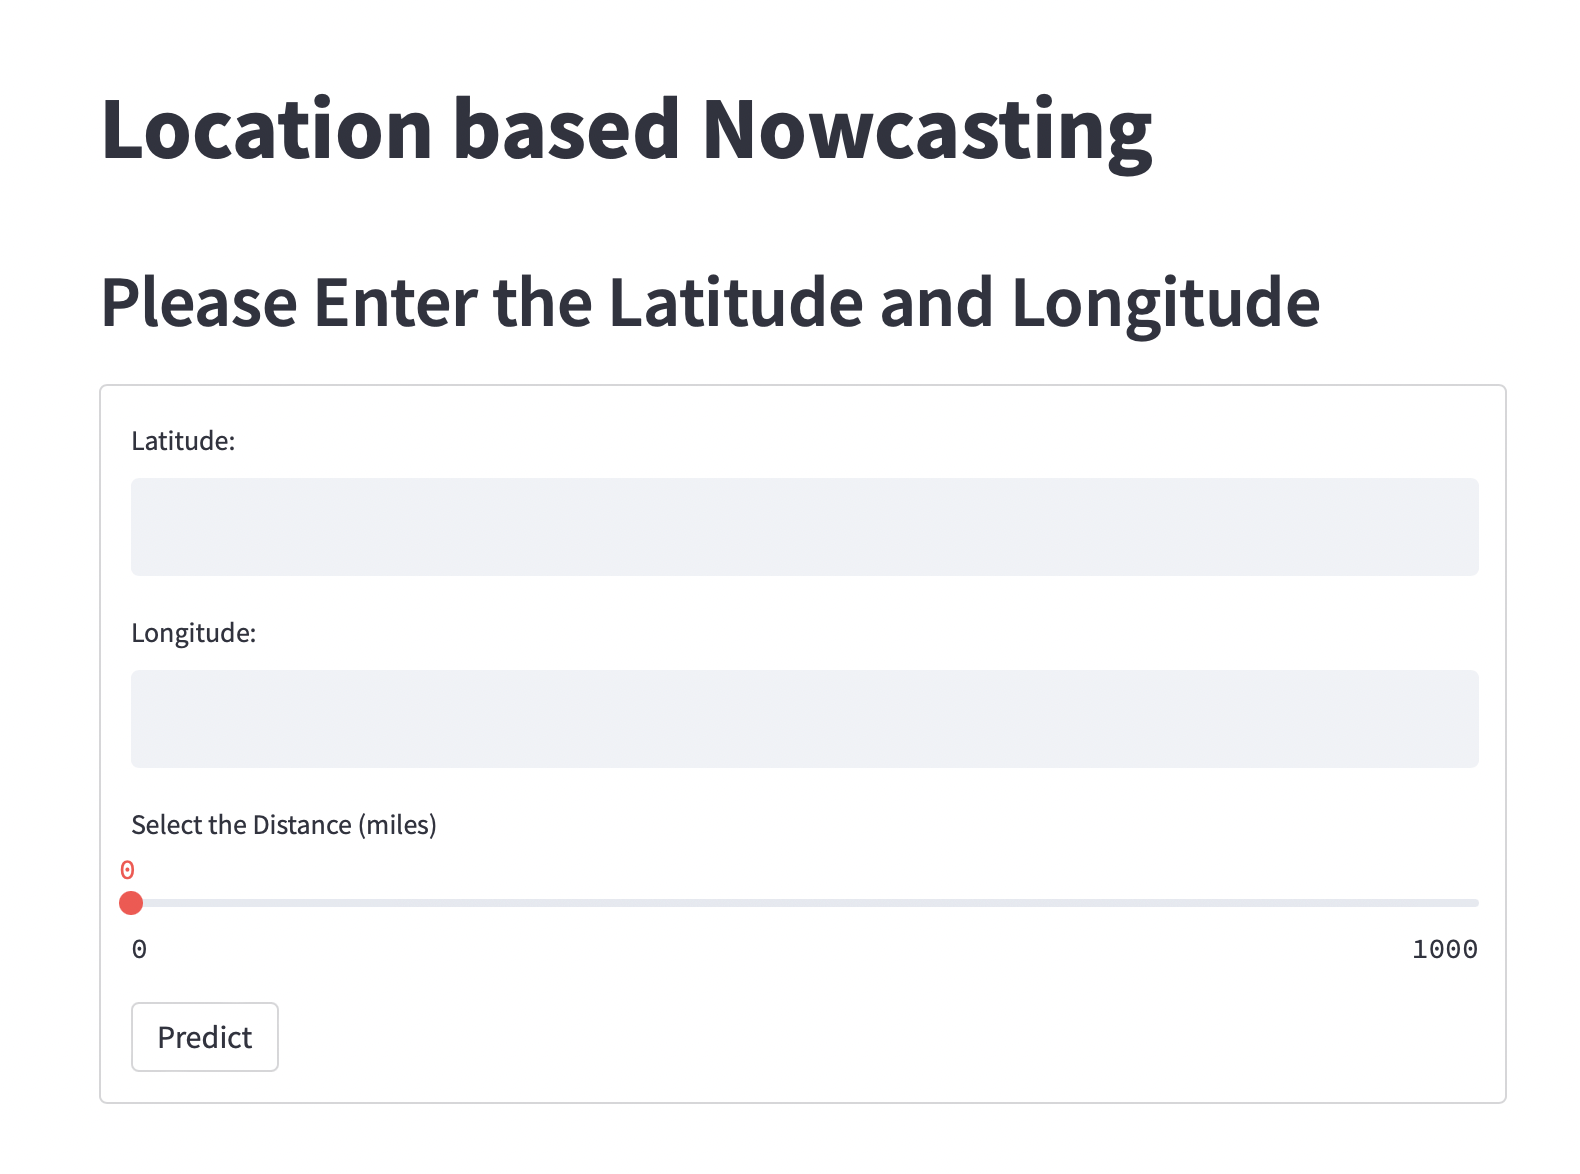 Location based Nowcasting
Please Enter the Latitude and Longitude
Latitude:
Longitude:
Select the Distance (miles)
0
0 1000
Predict